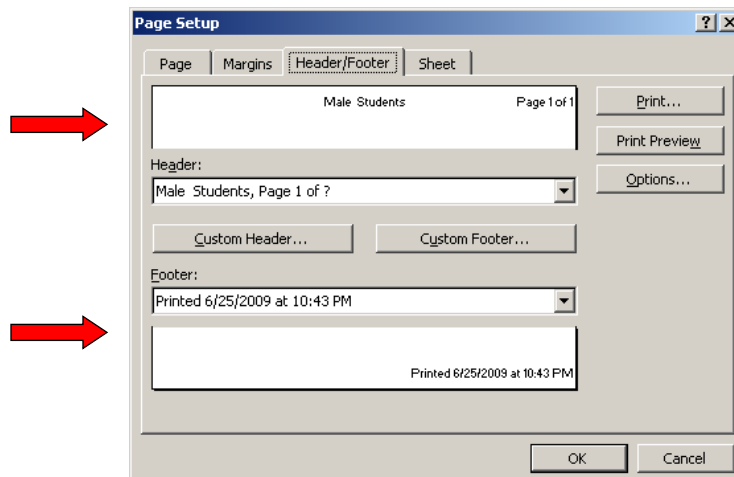 Page Setup
Page Margins Header/Footer Sheet
Male Students Page 1 of 1
Print...
Print Preview
Header:
Options...
Male Students, Page 1 of ?
Custom Header... Custom Footer...
Footer:
Printed 6/25/2009 at 10:43 PM
Printed 6/25/2009 at 10:43 PM
OK Cancel